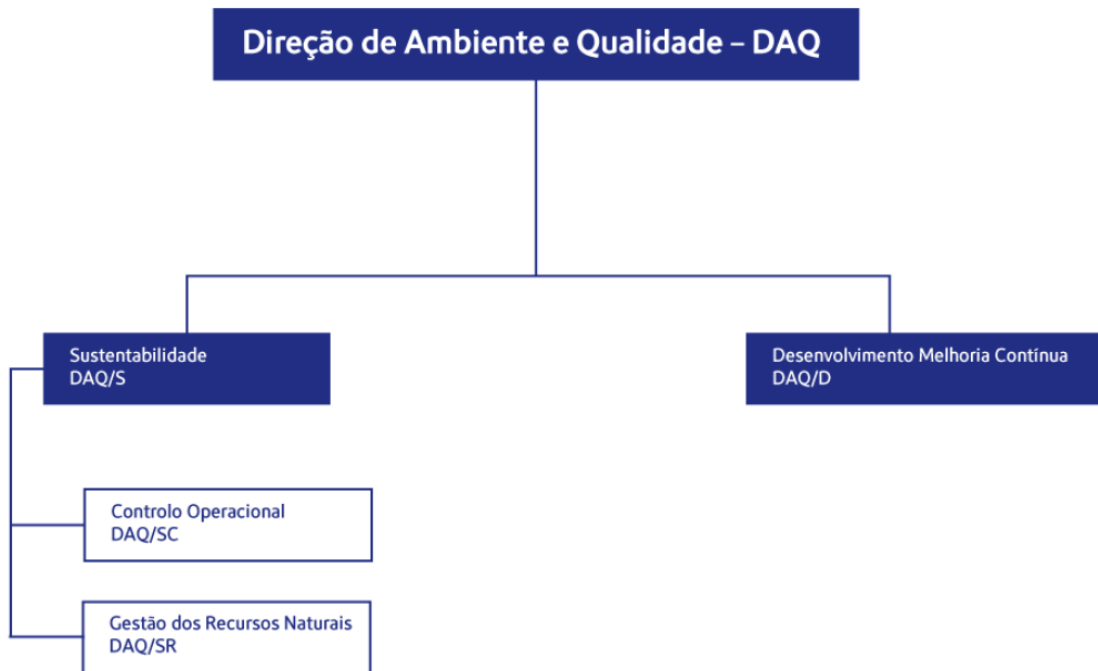 Direção de Ambiente e Qualidade – DAQ
Sustentabilidade
DAQ/S
Desenvolvimento Melhoria Contínua
DAQ/D
Controlo Operacional
DAQ/SC
Gestão dos Recursos Naturais
DAQ/SR